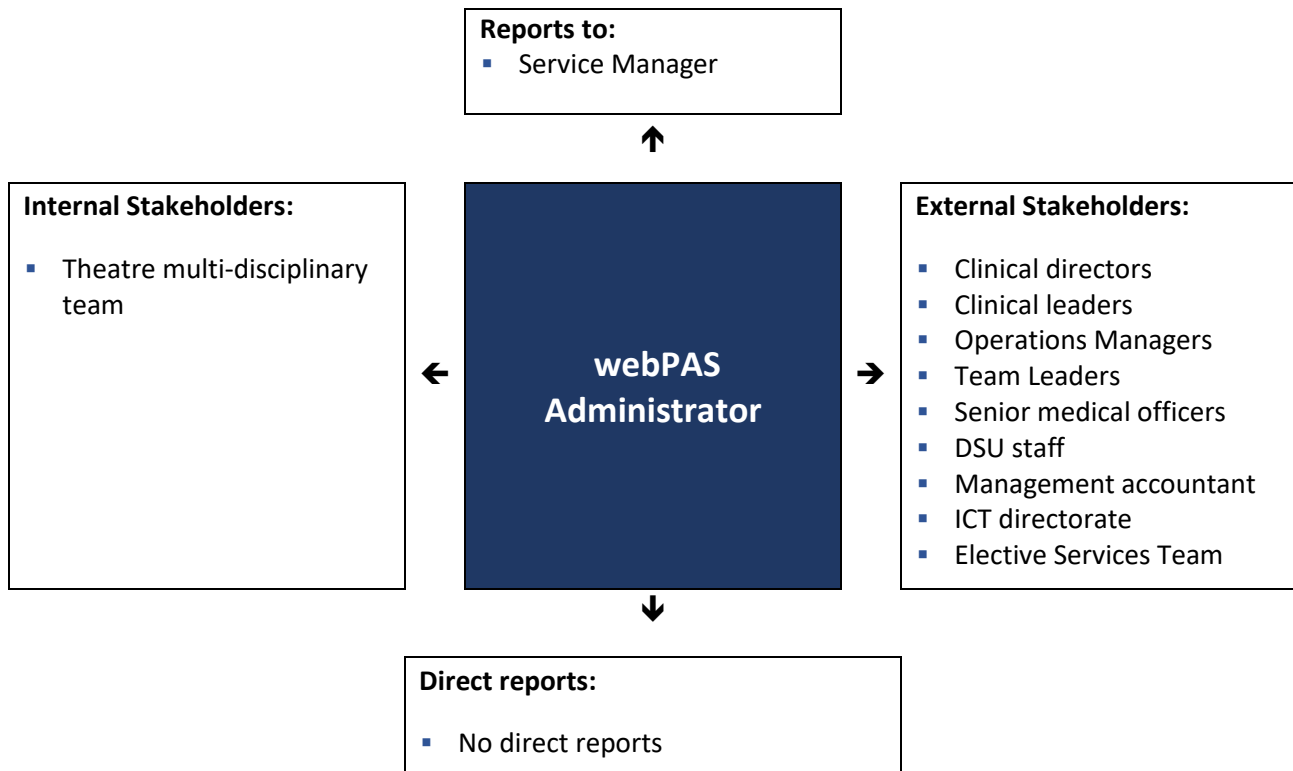 Reports to:
▪ Service Manager
Internal Stakeholders:
▪ Theatre multi-disciplinary
team
webPAS
Administrator
External Stakeholders:
▪ Clinical directors
▪ Clinical leaders
▪ Operations Managers
▪ Team Leaders
▪ Senior medical officers
▪ DSU staff
▪ Management accountant
▪ ICT directorate
▪ Elective Services Team
Direct reports:
▪ No direct reports